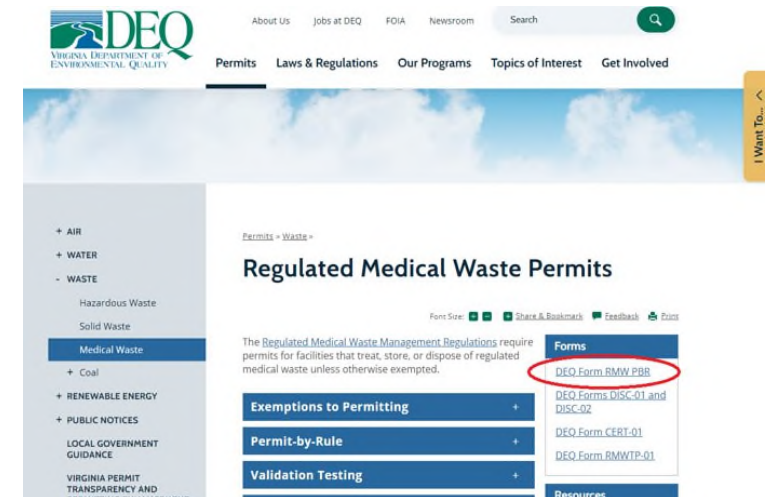 DEQ
VIRGINIA DEPARTMENT OF
ENVIRONMENTAL QUALITY
About Us Jobs at DEQ FOIA Newsroom Search
Permits Laws & Regulations Our Programs Topics of Interest Get Involved
I Want To...
+ AIR
+ WATER
- WASTE
Hazardous Waste
Solid Waste
Medical Waste
+ Coal
+ RENEWABLE ENERGY
+ PUBLIC NOTICES
LOCAL GOVERNMENT
GUIDANCE
VIRGINIA PERMIT
TRANSPARENCY AND
Permits » Waste »
Regulated Medical Waste Permits
Font Size: + - + Share & Bookmark Feedback Print
The Regulated Medical Waste Management Regulations require
permits for facilities that treat, store, or dispose of regulated
medical waste unless otherwise exempted.
Exemptions to Permitting +
Permit-by-Rule +
Validation Testing +
Forms
DEQ Form RMW PBR
DEQ Forms DISC-01 and
DISC-02
DEQ Form CERT-01
DEQ Form RMWTP-01
Resources